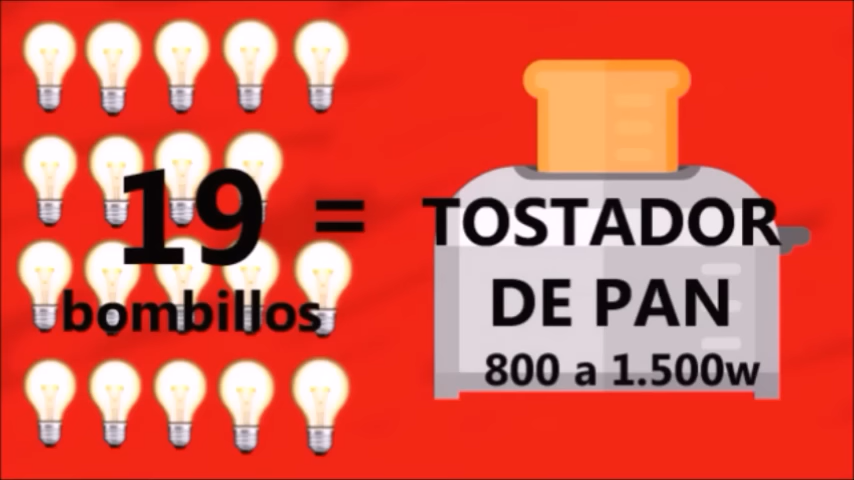 19
bombillos
=
TOSTADOR
DE PAN
800 a 1.500w